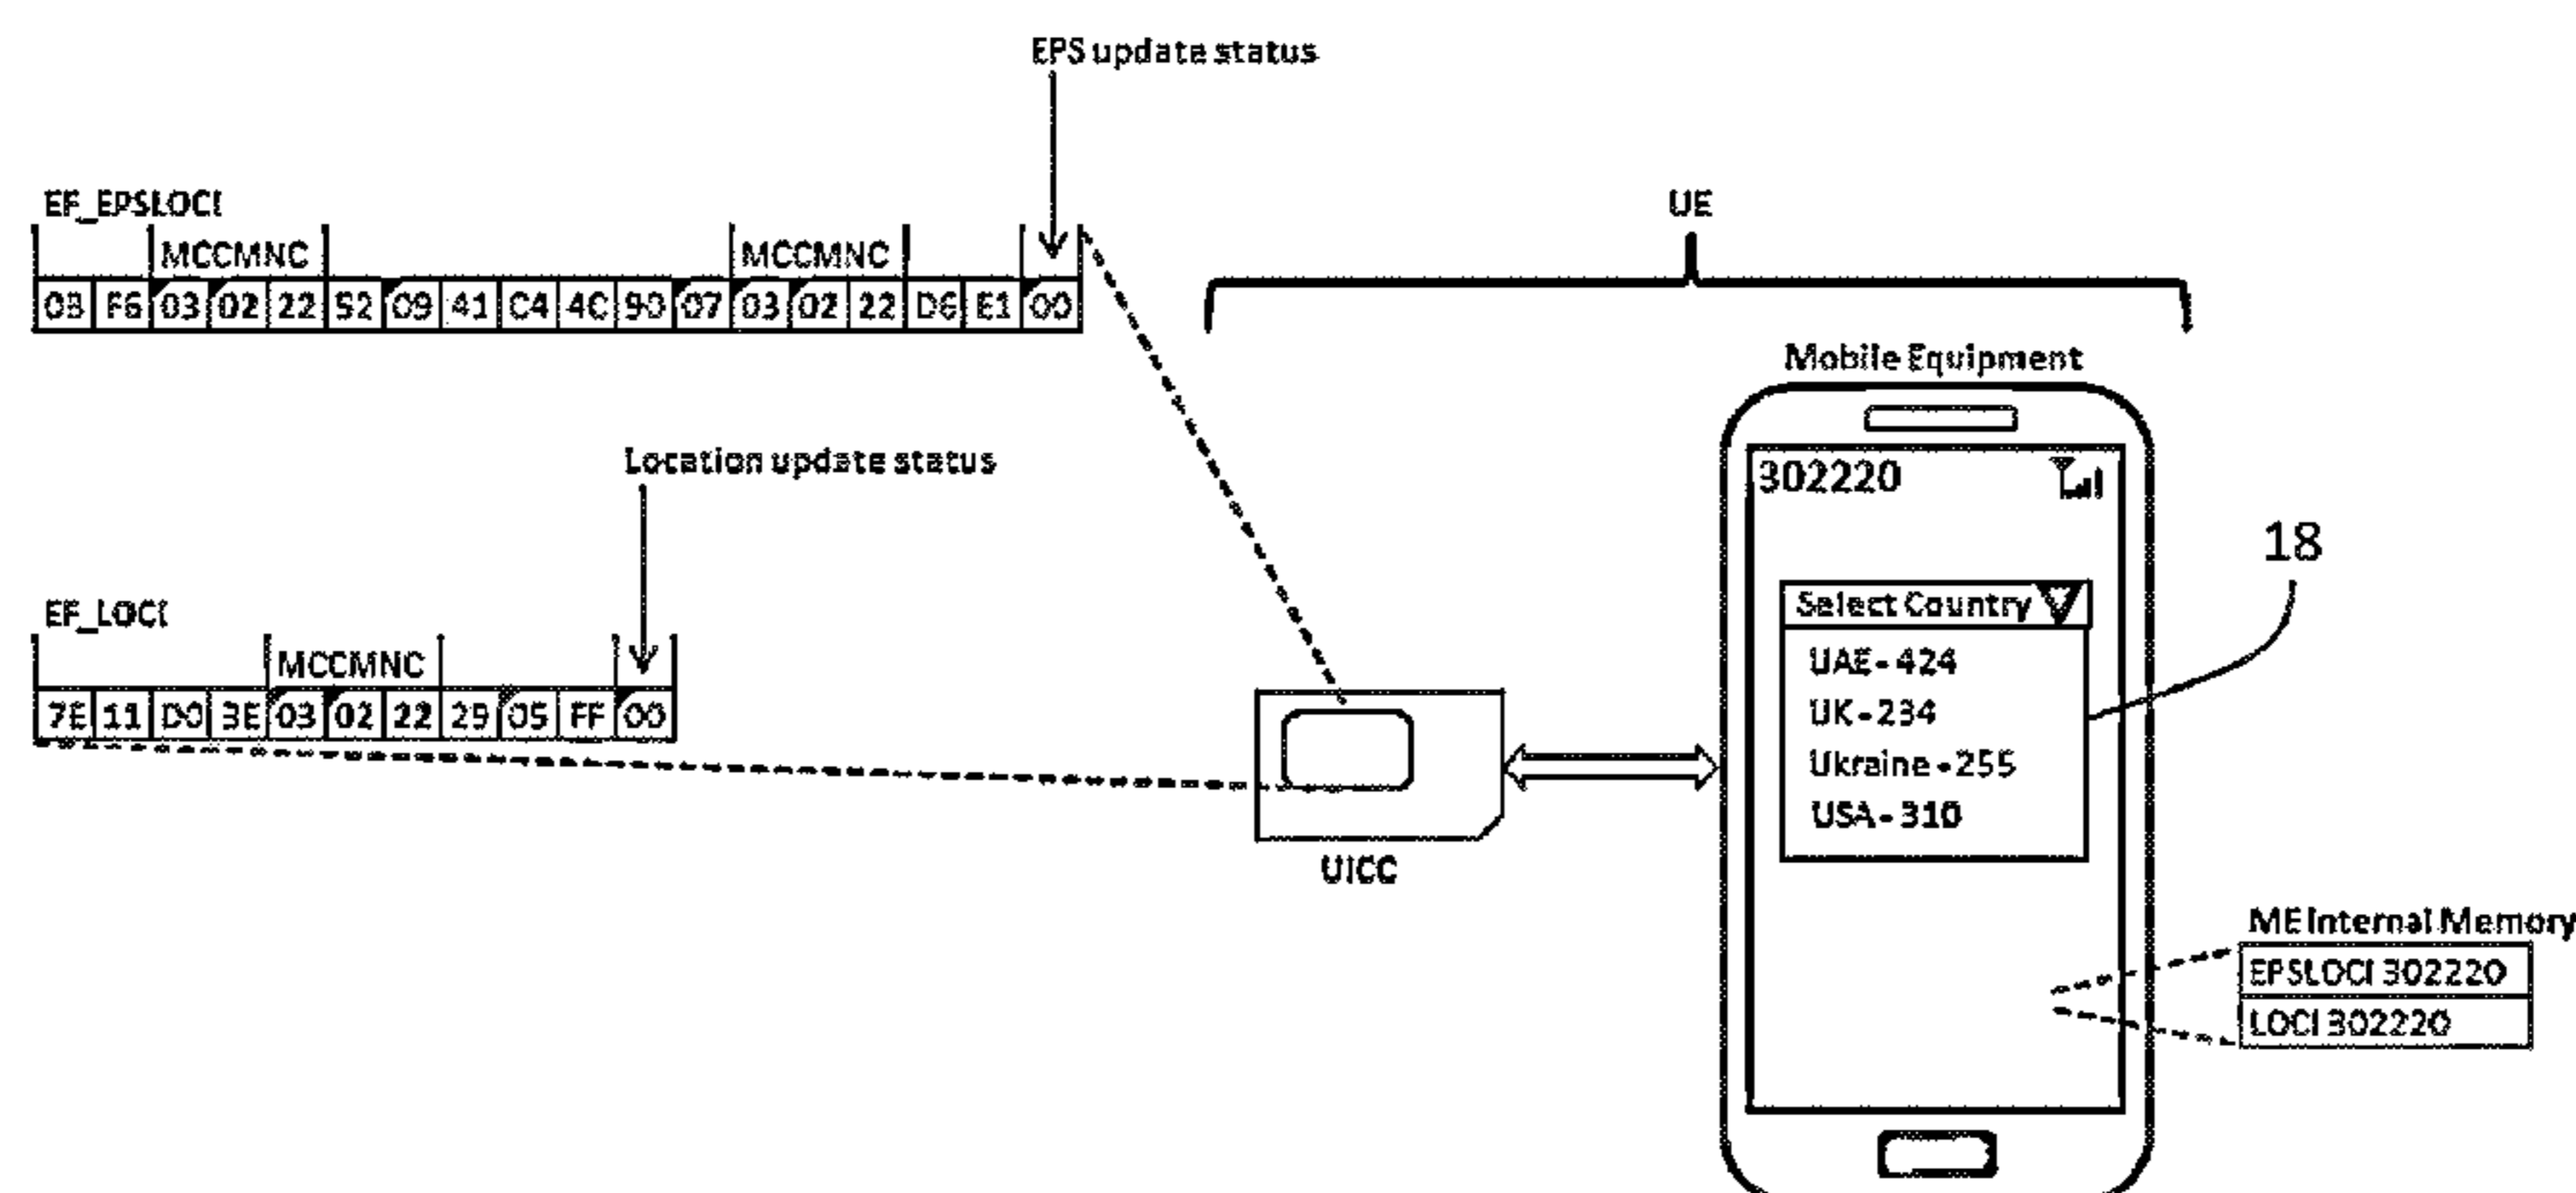 EPS update status
EF_EPSLOCI
MCCMNC MCCMNC
0B F6 03 02 22 52 09 41 C4 4C 90 07 03 02 22 D6 E1 00
UE
Mobile Equipment
Location update status
302220
18
Select Country
UAE - 424
UK - 234
Ukraine - 255
USA - 310
EF_LOCI
MCCMNC
7E 11 D0 3E 03 02 22 29 05 FF 00
UICC
ME Internal Memory
EPSLOCI 302220
LOCI 302220